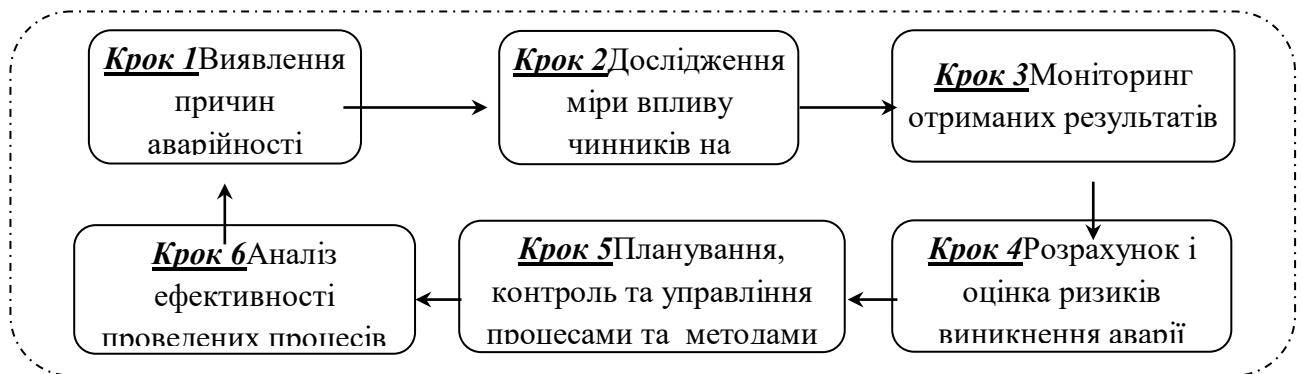 Крок 1Виявлення
причин
аварійності
Крок 2Дослідження
міри впливу
чинників на
Крок 3Моніторинг
отриманих результатів
Крок 4Розрахунок і
оцінка ризиків
виникнення аварії
Крок 5Планування,
контроль та управління
процесами та методами
Крок 6Аналіз
ефективності
проведених процесів